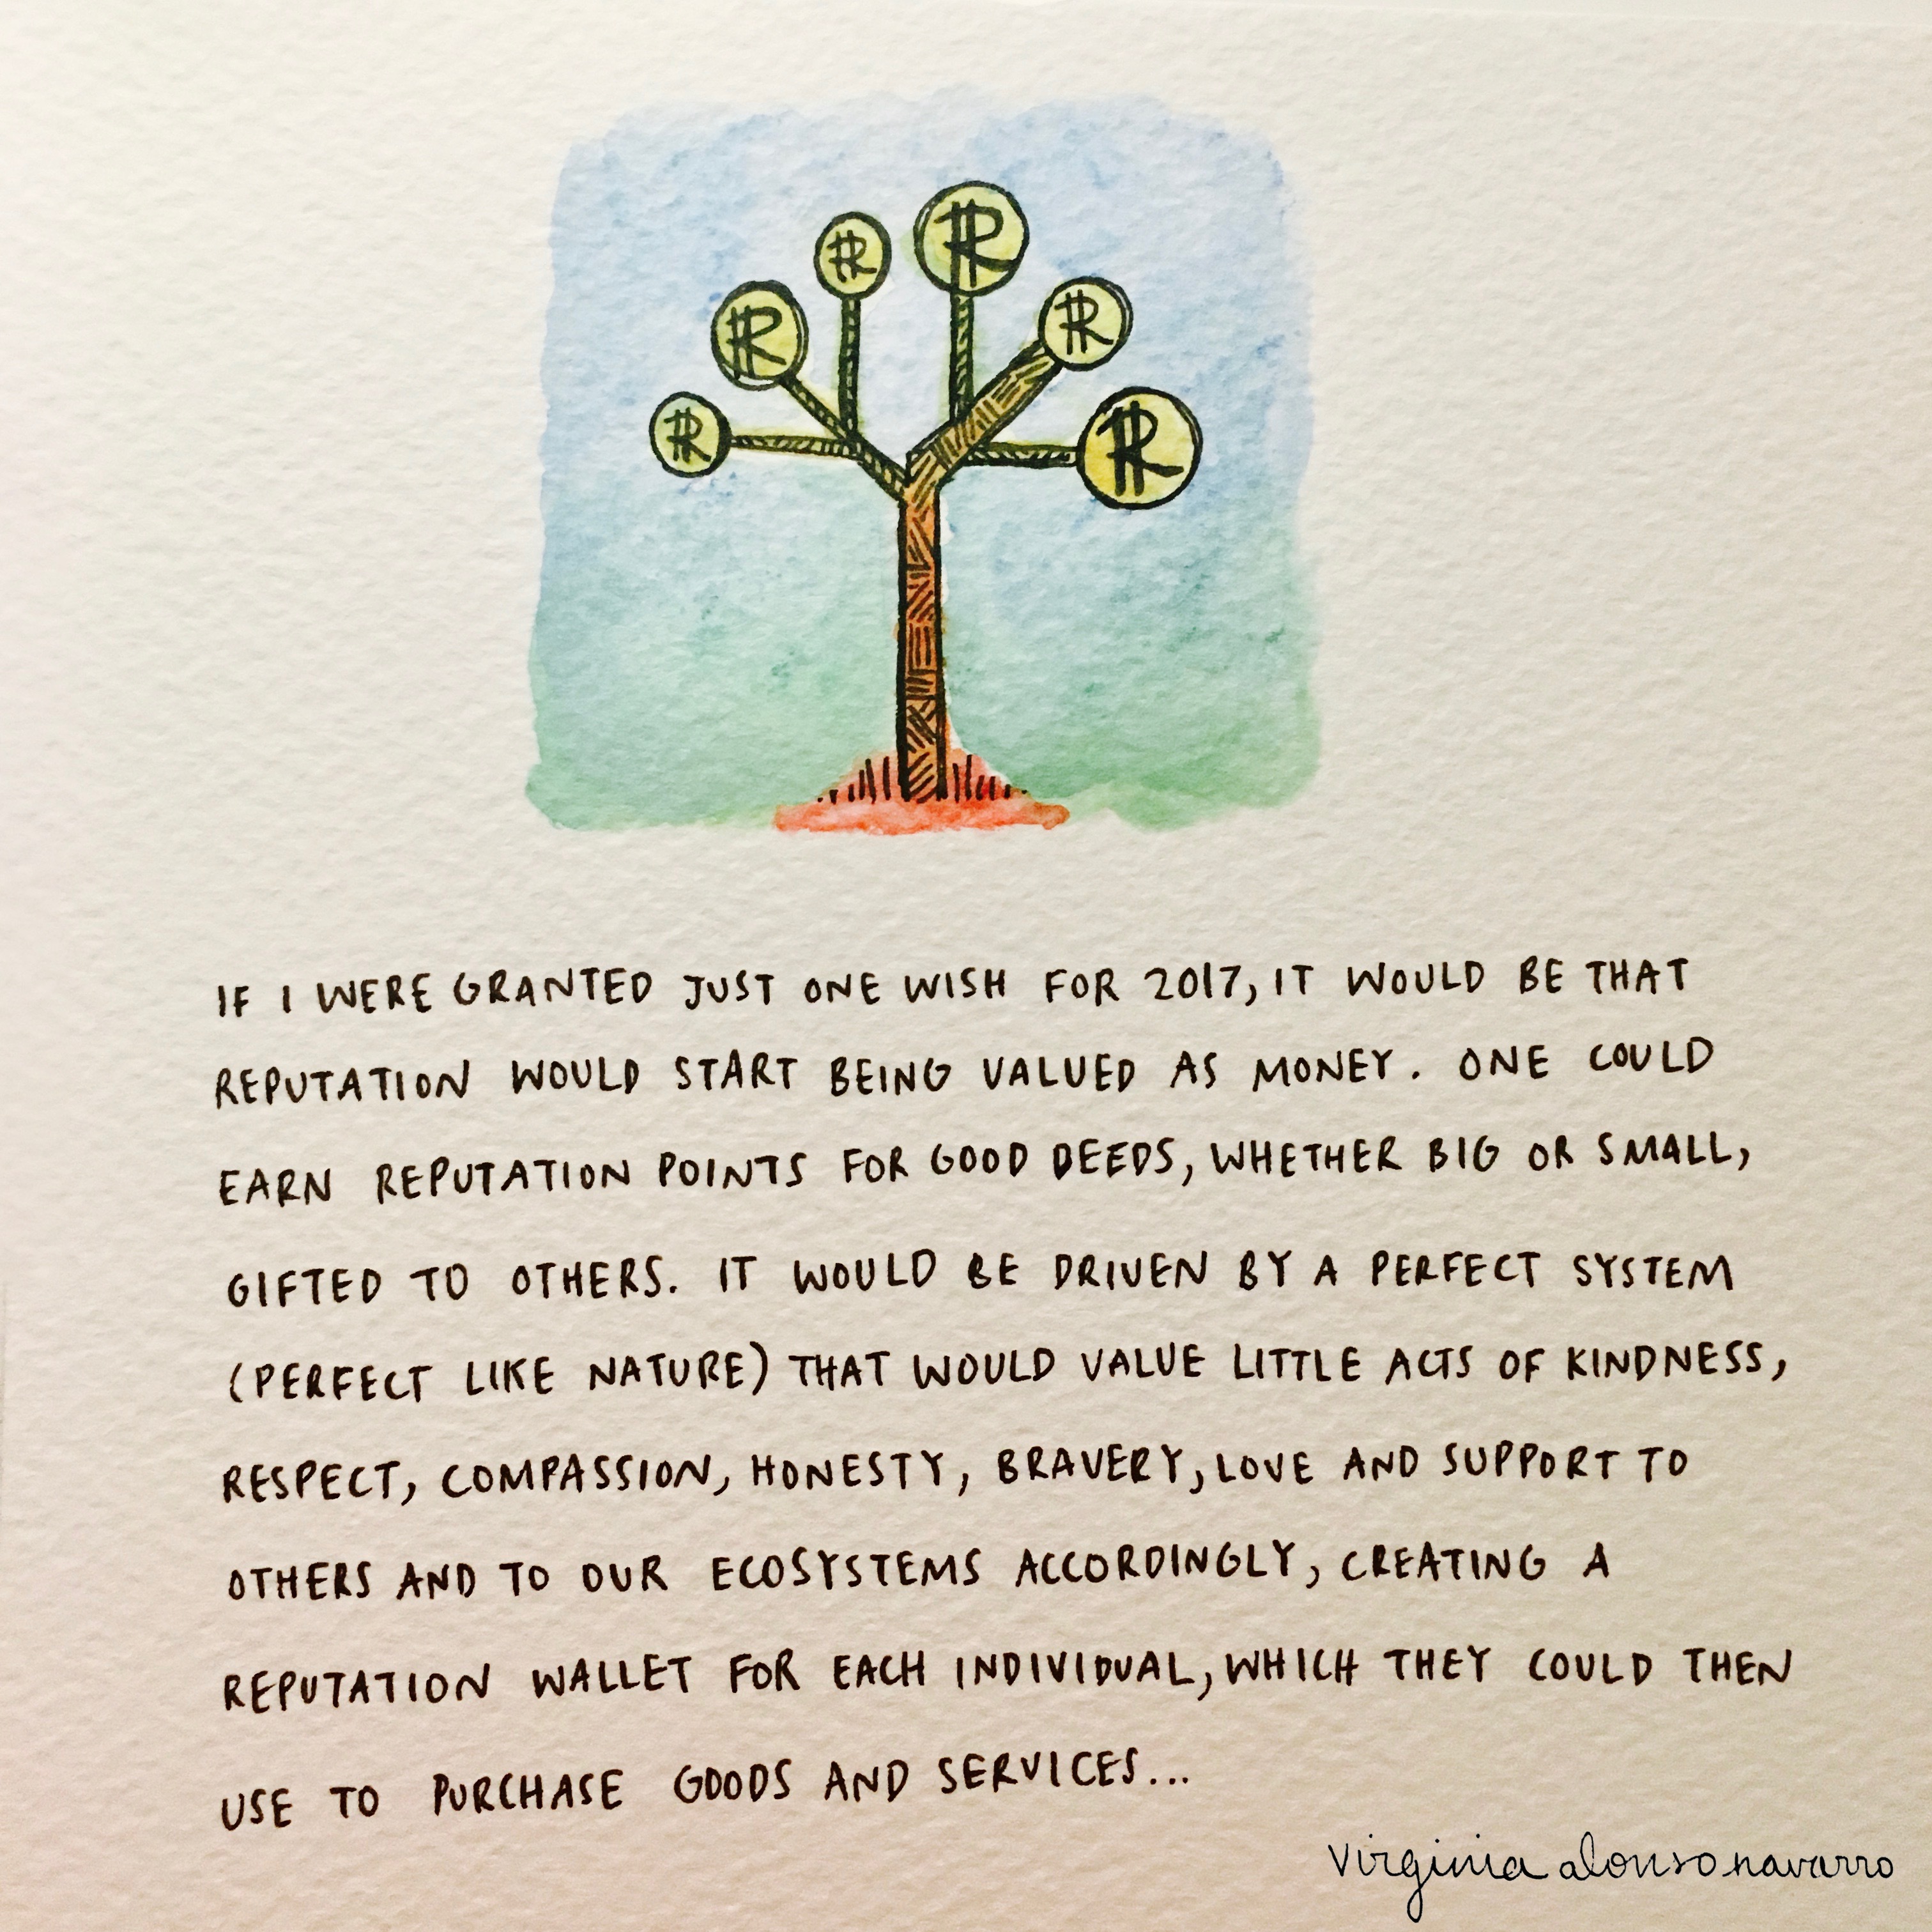 R
R
R
R
R
R
IF I WERE GRANTED JUST ONE WISH FOR 2017, IT WOULD BE THAT
REPUTATION WOULD START BEING VALUED AS MONEY. ONE COULD
EARN REPUTATION POINTS FOR GOOD DEEDS, WHETHER BIG OR SMALL,
GIFTED TO OTHERS. IT WOULD BE DRIVEN BY A PERFECT SYSTEM
(PERFECT LIKE NATURE) THAT WOULD VALUE LITTLE ACTS OF KINDNESS,
RESPECT, COMPASSION, HONESTY, BRAVERY, LOVE AND SUPPORT TO
OTHERS AND TO OUR ECOSYSTEMS ACCORDINGLY, CREATING A
REPUTATION WALLET FOR EACH INDIVIDUAL, WHICH THEY COULD THEN
USE TO PURCHASE GOODS AND SERVICES...
Virginia alonso navarro